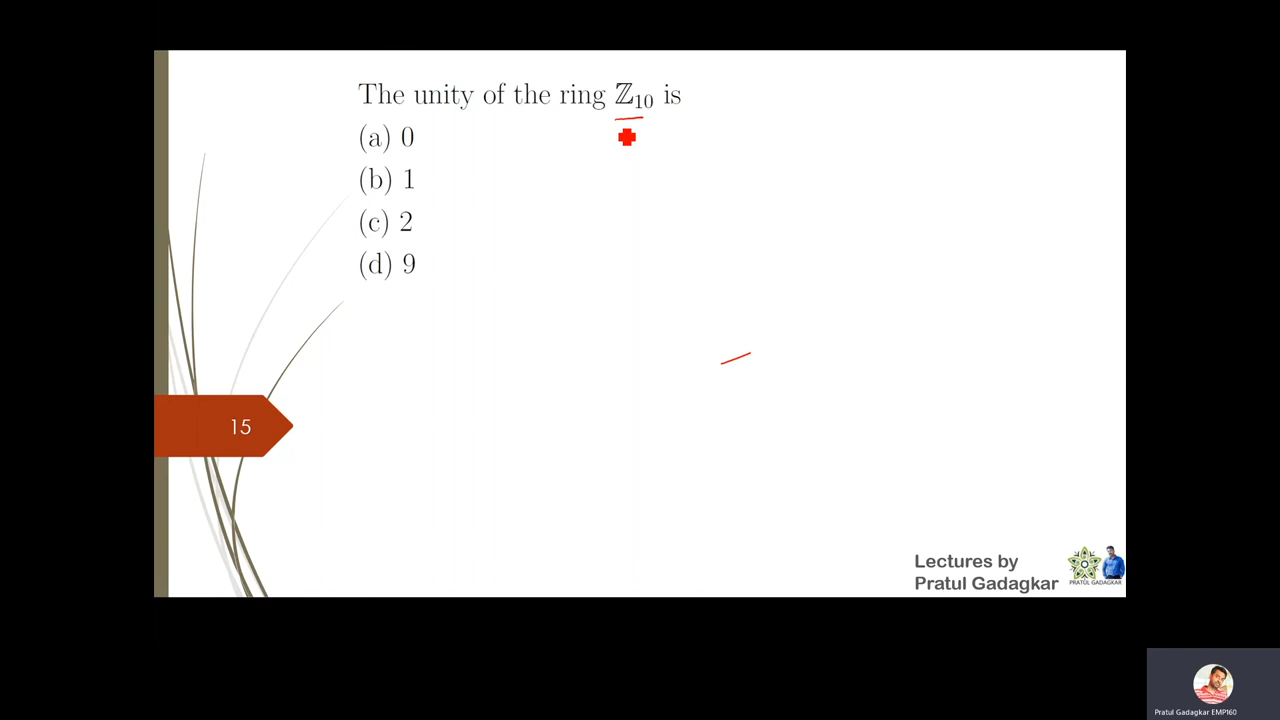 The unity of the ring ℤ₁₀ is
(a) 0
(b) 1
(c) 2
(d) 9
15
Lectures by
Pratul Gadagkar
PRATUL GADAGKAR
Pratul Gadagkar EMP160